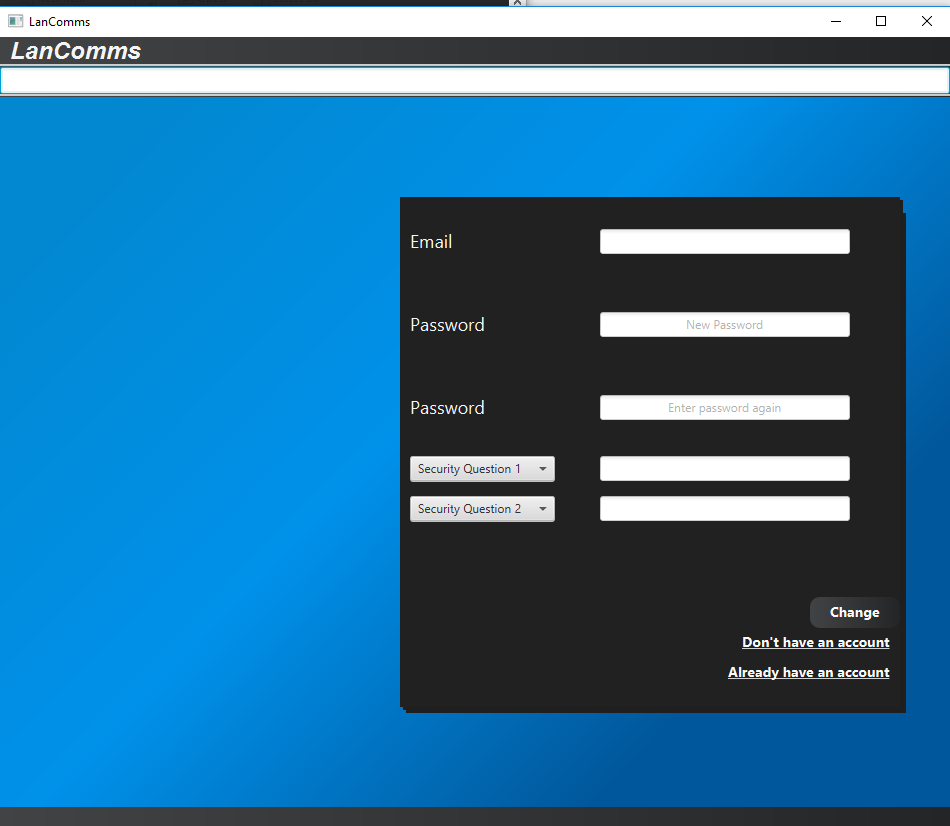 LanComms
LanComms
Email
Password
New Password
Password
Enter password again
Security Question 1
Security Question 2
Change
Don't have an account
Already have an account